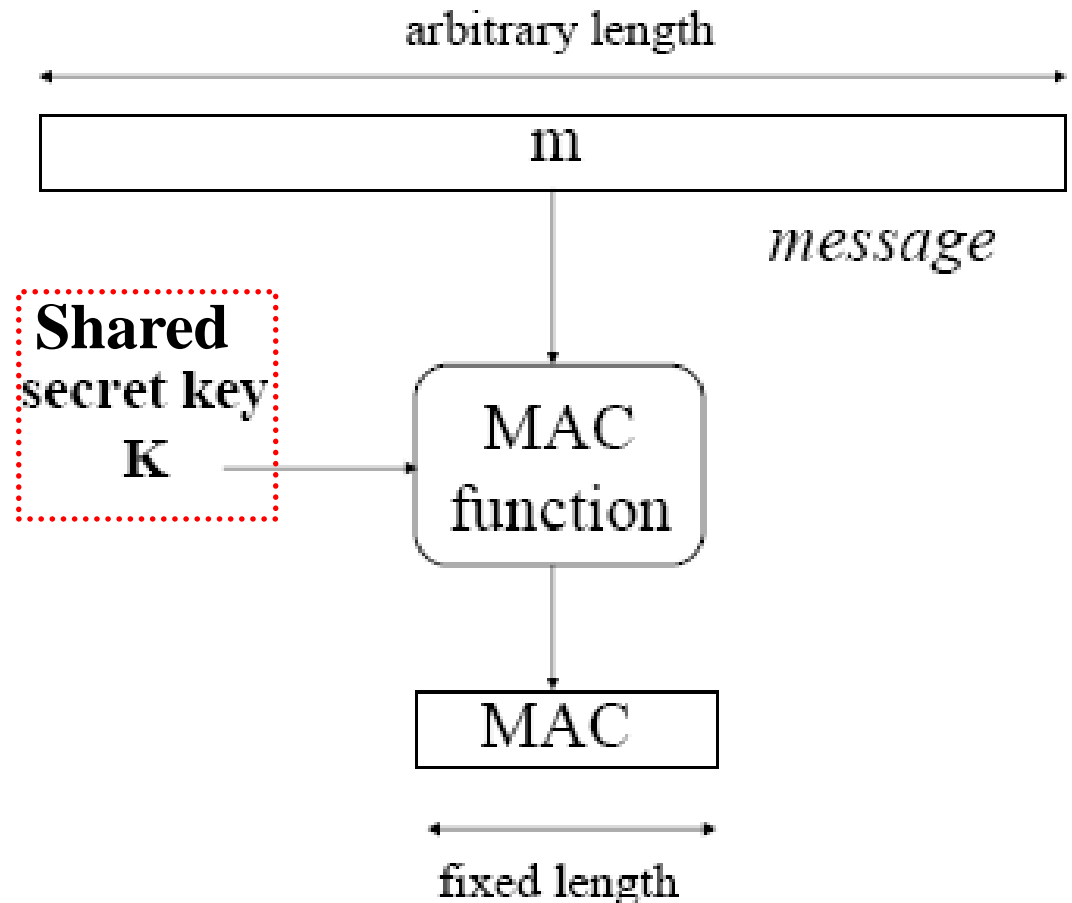 arbitrary length
m
message
Shared
secret key
K
MAC
function
MAC
fixed length